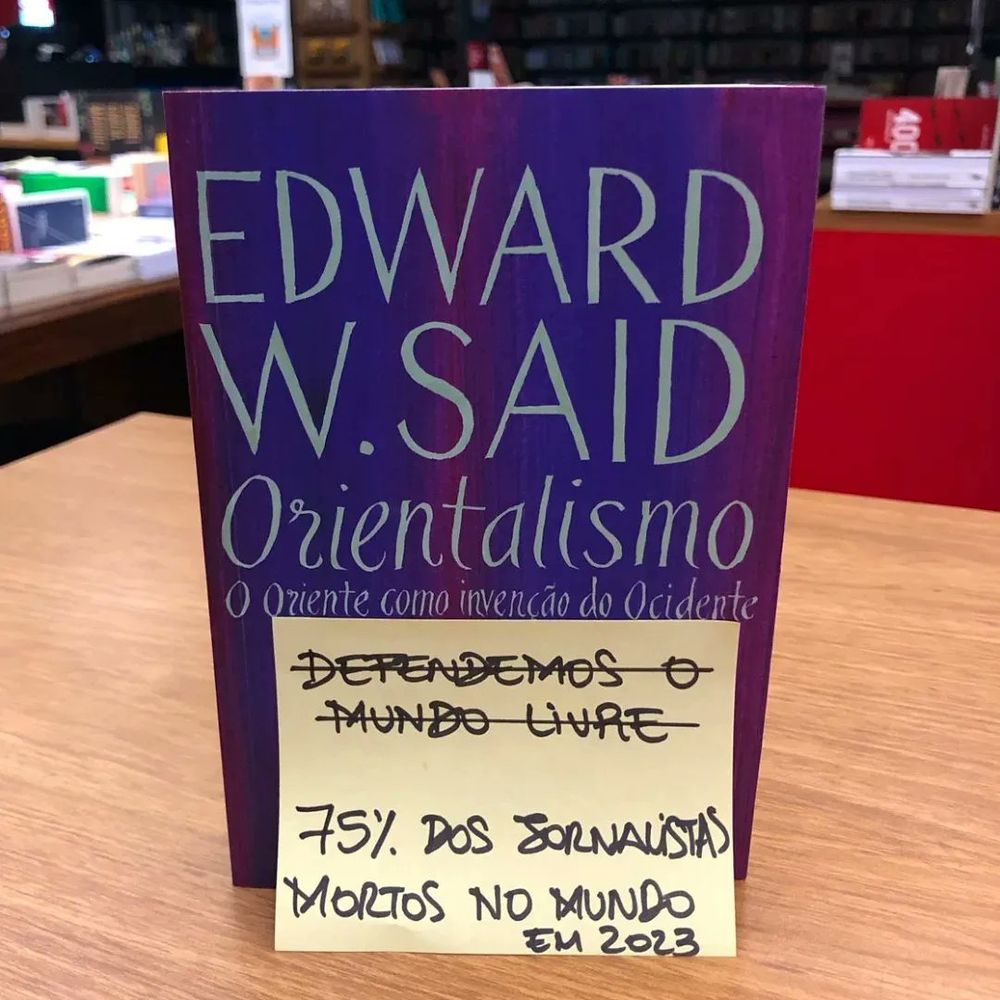 EDWARD
W. SAID
Orientalismo
O Oriente como invenção do Ocidente
DEFENDEMOS O
MUNDO LIVRE
75% DOS JORNALISTAS
MORTOS NO MUNDO
EM 2023
400